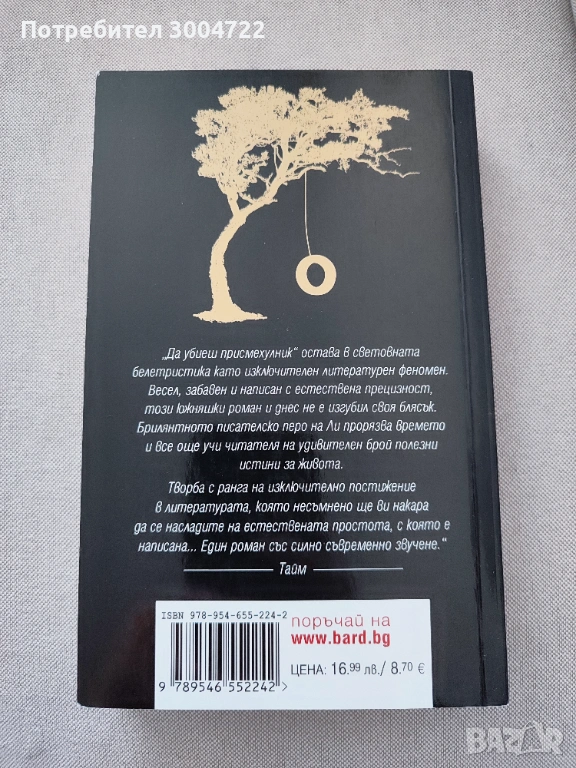 Потребител 3004722
„Да убиеш присмехулник“ остава в световната
белетристика като изключителен литературен феномен.
Весел, забавен и написан с естествена прецизност,
този южняшки роман и днес не е изгубил своя блясък.
Брилянтното писателско перо на Ли прорязва времето
и все още учи читателя на удивителен брой полезни
истини за живота.
Творба с ранга на изключително постижение
в литературата, която несъмнено ще ви накара
да се насладите на естествената простота, с която е
написана... Един роман със силно съвременно звучене.“
Тайм
ISBN 978-954-655-224-2
9 789546 552242 >
поръчай на
www.bard.bg
ЦЕНА: 16.99 лв./ 8.70 €
BAZAR